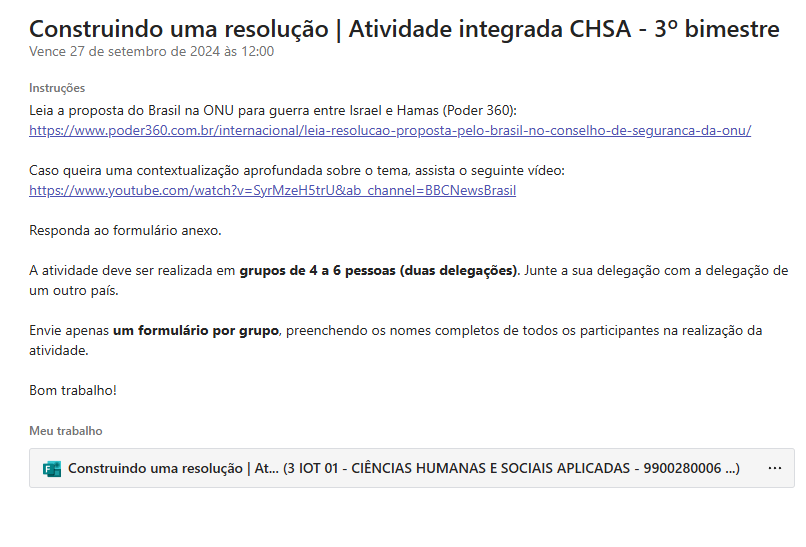 Construindo uma resolução | Atividade integrada CHSA - 3º bimestre
Vence 27 de setembro de 2024 às 12:00
Instruções
Leia a proposta do Brasil na ONU para guerra entre Israel e Hamas (Poder 360):
https://www.poder360.com.br/internacional/leia-resolucao-proposta-pelo-brasil-no-conselho-de-seguranca-da-onu/
Caso queira uma contextualização aprofundada sobre o tema, assista o seguinte vídeo:
https://www.youtube.com/watch?v=SyrMzeH5trU&ab_channel=BBCNewsBrasil
Responda ao formulário anexo.
A atividade deve ser realizada em grupos de 4 a 6 pessoas (duas delegações). Junte a sua delegação com a delegação de
um outro país.
Envie apenas um formulário por grupo, preenchendo os nomes completos de todos os participantes na realização da
atividade.
Bom trabalho!
Meu trabalho
Construindo uma resolução | At... (3 IOT 01 - CIÊNCIAS HUMANAS E SOCIAIS APLICADAS - 9900280006 ...)